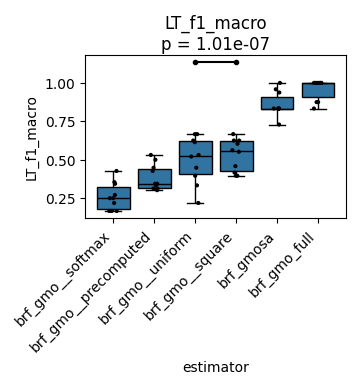 LT_f1_macro
p = 1.01e-07
LT_f1_macro
1.00
0.75
0.50
0.25
brf_gmo__softmax
brf_gmo__precomputed
brf_gmo__uniform
brf_gmo__square
brf_gmosa
brf_gmo_full
estimator